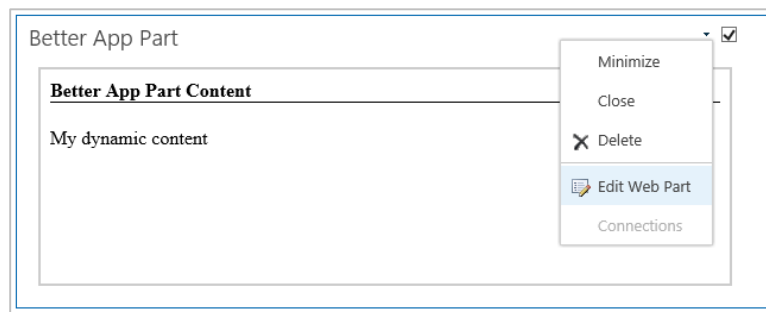 Better App Part
Minimize
Better App Part Content
Close
My dynamic content
Delete
Edit Web Part
Connections